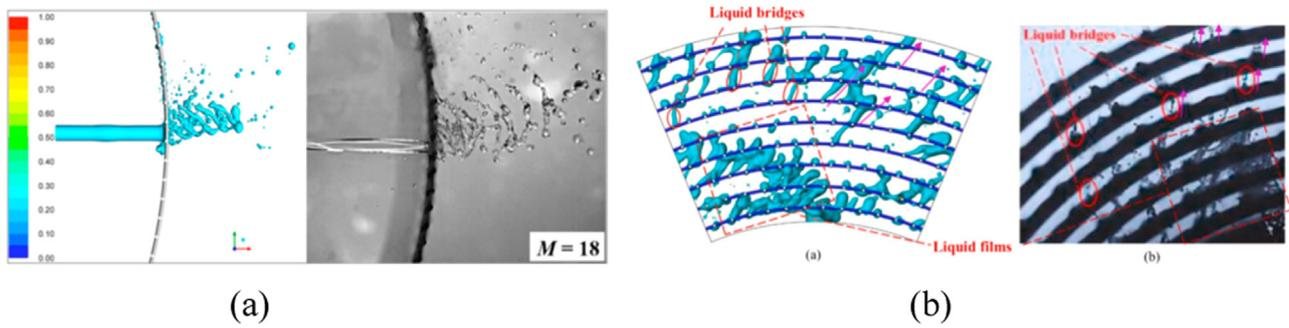 1.00
0.90
0.80
0.70
0.60
0.50
0.40
0.30
0.20
0.10
0.00
M = 18
(a)
Liquid bridges
Liquid films
(a)
Liquid bridges
(b)
(b)